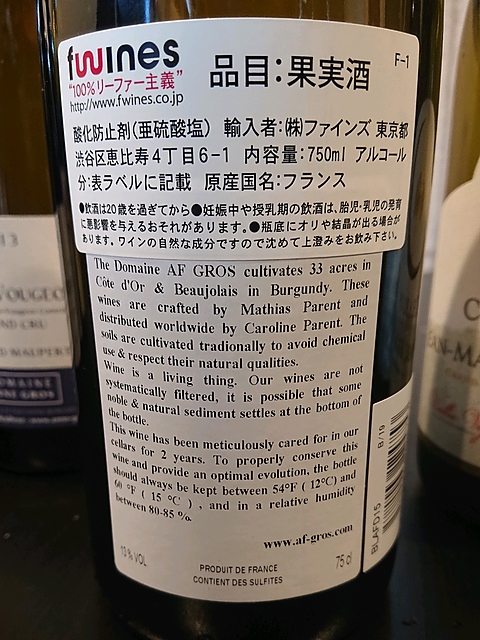 fwines
"100%リーファー主義"
http://www.fwines.co.jp
品目:果実酒
F-1
酸化防止剤(亜硫酸塩) 輸入者:㈱ファインズ 東京都
渋谷区恵比寿4丁目6-1 内容量:750ml アルコール
分:表ラベルに記載 原産国名:フランス
●飲酒は20歳を過ぎてから●妊娠中や授乳期の飲酒は、胎児・乳児の発育
に悪影響を与えるおそれがあります。●瓶底にオリや結晶が出る場合が
あります。ワインの自然な成分ですので沈めて上澄みをお飲み下さい。
The Domaine AF GROS cultivates 33 acres in
Côte d'Or & Beaujolais in Burgundy. These
wines are crafted by Mathias Parent and
distributed worldwide by Caroline Parent. The
soils are cultivated tradionally to avoid chemical
use & respect their natural qualities.
Wine is a living thing. Our wines are not
systematically filtered, it is possible that some
noble & natural sediment settles at the bottom of
the bottle.
This wine has been meticulously cared for in our
cellars for 2 years. To properly conserve this
wine and provide an optimal evolution, the bottle
should always be kept between 54°F ( 12°C) and
60 °F ( 15 °C ) , and in a relative humidity
between 80-85 %.
www.af-gros.com
13 % VOL.
PRODUIT DE FRANCE
CONTIENT DES SULFITES
75 cl
8/19
BLAFD15
13
VOUGEO
ND CRU
MAUPERT
DOMAINE
GROS
C
AN-MA